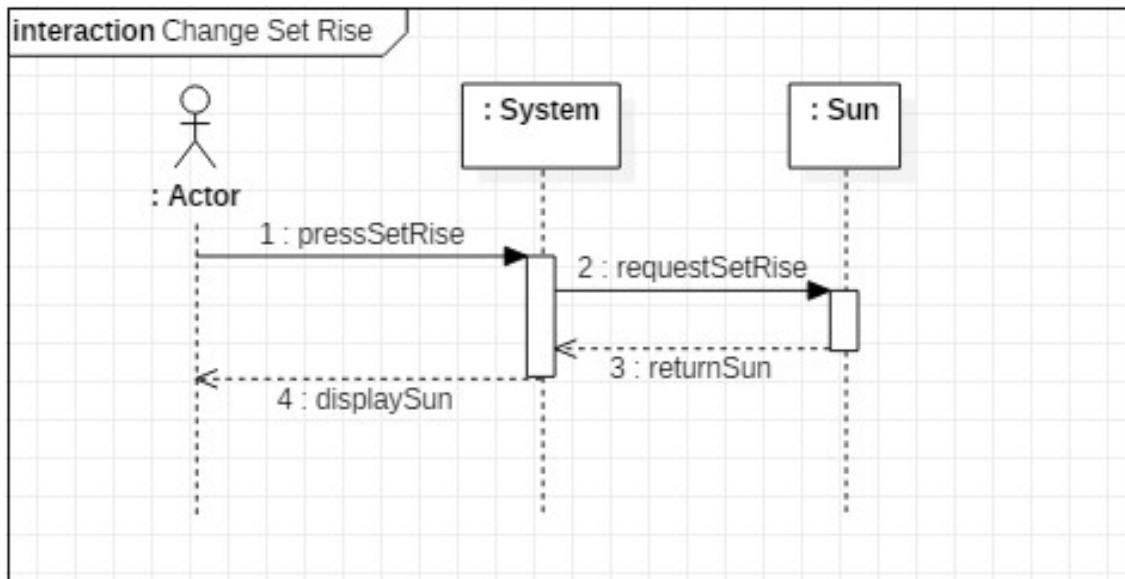 interaction Change Set Rise
: System
: Sun
: Actor
1 : pressSetRise
2 : requestSetRise
3 : returnSun
4 : displaySun